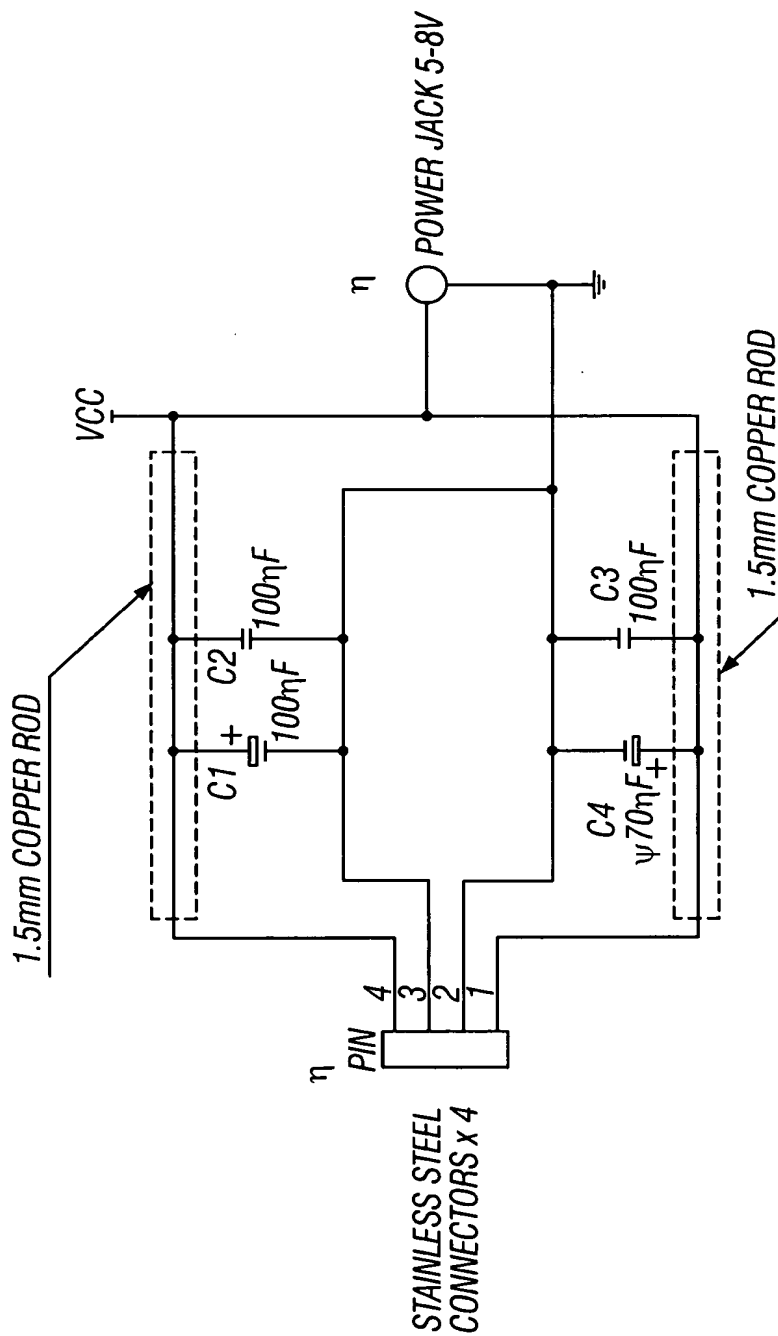 1.5mm COPPER ROD
VCC
C1
+
100ηF
C2
100ηF
η
POWER JACK 5-8V
η
PIN
4
3
2
1
STAINLESS STEEL
CONNECTORS x 4
C4
ψ70ηF
+
C3
100ηF
1.5mm COPPER ROD